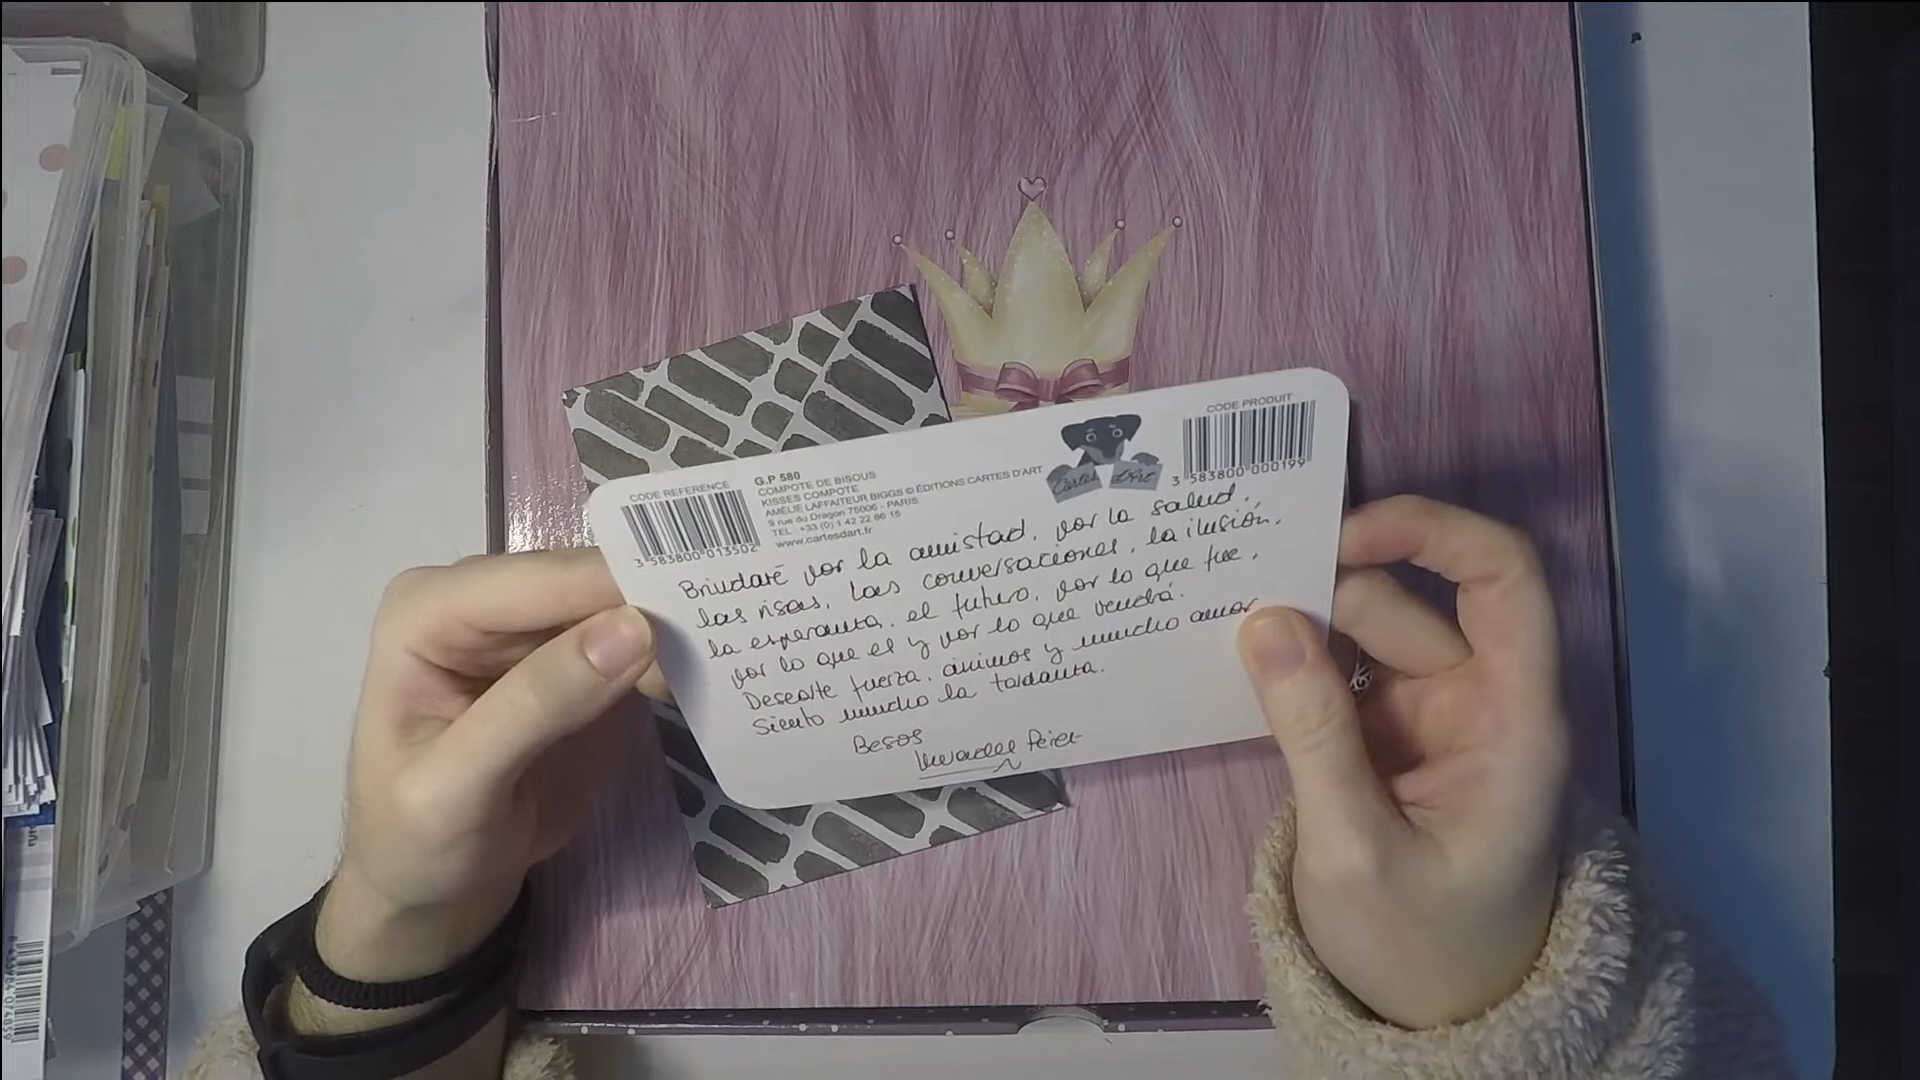 CODE REFERENCE
3 583800 013502
G.P 580
COMPOTE DE BISOUS
KISSES COMPOTE
AMÉLIE LAFFAITEUR BIGGS © ÉDITIONS CARTES D'ART
9 rue du Dragon 75006 - PARIS
TEL +33 (0) 1 42 22 86 15
www.cartesdart.fr
Cartes d'Art
CODE PRODUIT
3 583800 000199
Brindaré por la amistad, por la salud,
las risas, las conversaciones, la ilusión,
la esperanza, el futuro, por lo que fue,
por lo que es y por lo que vendrá.
Desearte fuerza, ánimos y mucho amor
Siento mucho la tardanza.
Besos